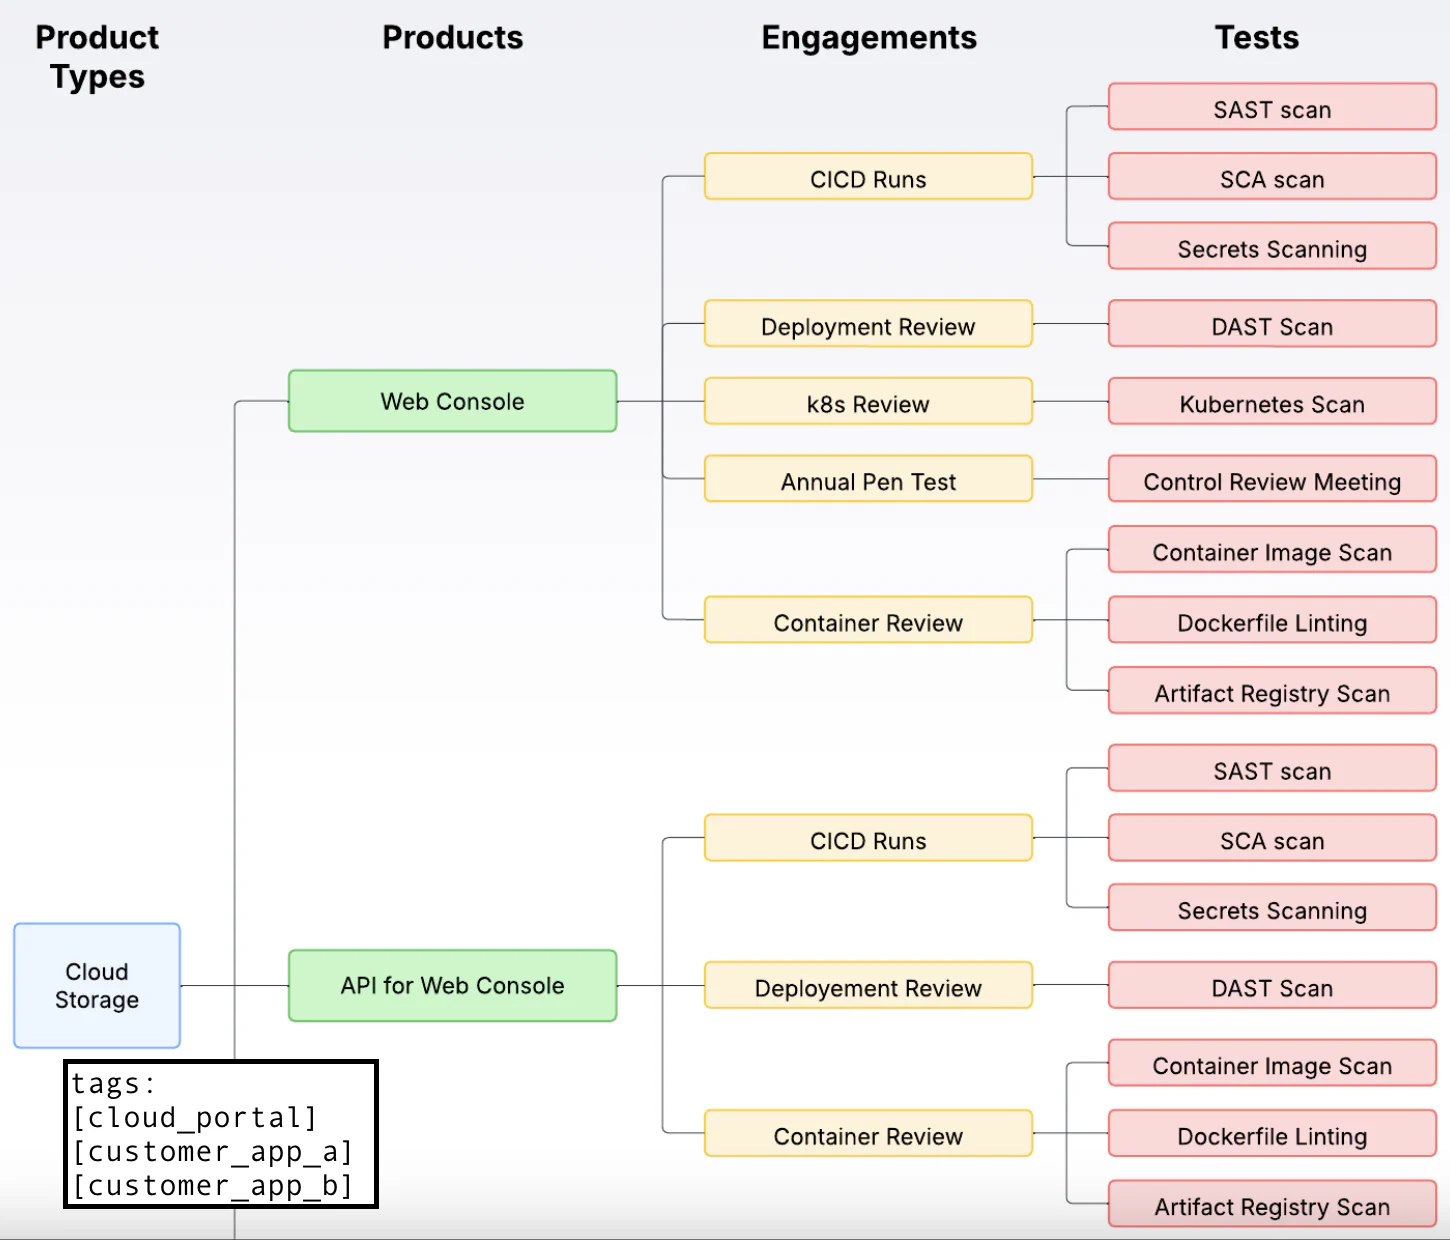 Product
Types
Products
Engagements
Tests
SAST scan
CICD Runs
SCA scan
Secrets Scanning
Deployment Review
DAST Scan
Web Console
k8s Review
Kubernetes Scan
Annual Pen Test
Control Review Meeting
Container Image Scan
Container Review
Dockerfile Linting
Artifact Registry Scan
SAST scan
CICD Runs
SCA scan
Secrets Scanning
Cloud
Storage
API for Web Console
Deployement Review
DAST Scan
Container Image Scan
tags:
[cloud_portal]
[customer_app_a]
[customer_app_b]
Container Review
Dockerfile Linting
Artifact Registry Scan